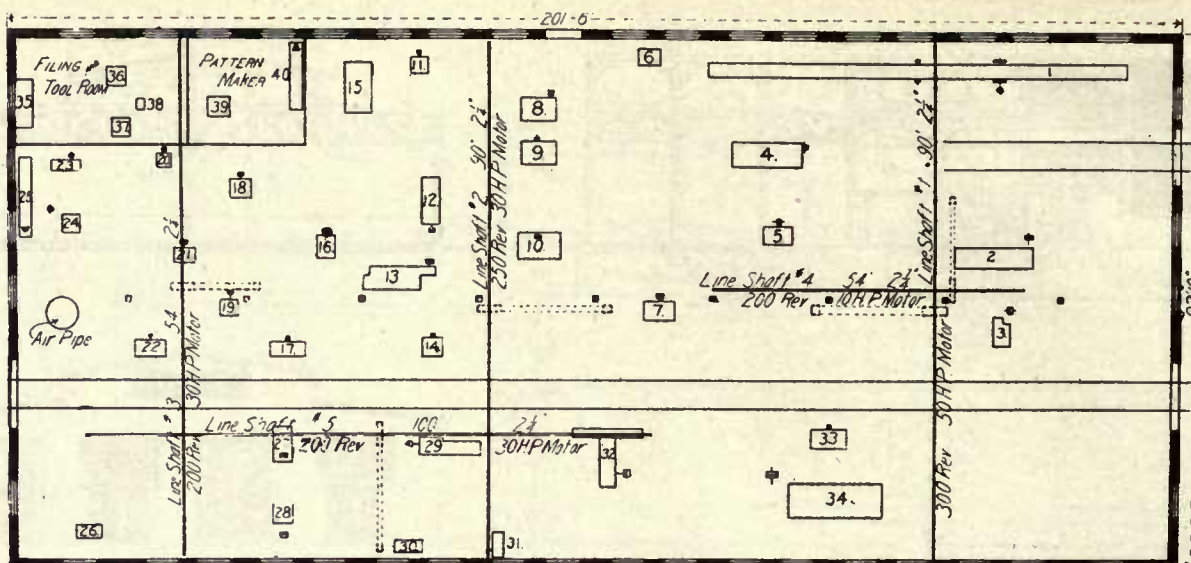 201-6
FILING &
TOOL ROOM
36
35
38
37
PATTERN
MAKER
40
39
15
11
6
1
8.
9
4.
23
25
24
18
12
16
10
5
2
13
19
7.
3.
Air Pipe
22
17
14
Line Shaft #1 90' 2¼"
300 Rev 50 H P Motor
Line Shaft #2 90' 2¼"
250 Rev 30 HP Motor
Line Shaft #3 54' 2¼"
200 Rev 30 HP Motor
Line Shaft #4 54' 2¼"
200 Rev 10 H.P. Motor
Line Shaft #5 100' 2¼"
200 Rev 30 H.P Motor
29
32
33
34.
28
26
30
31.